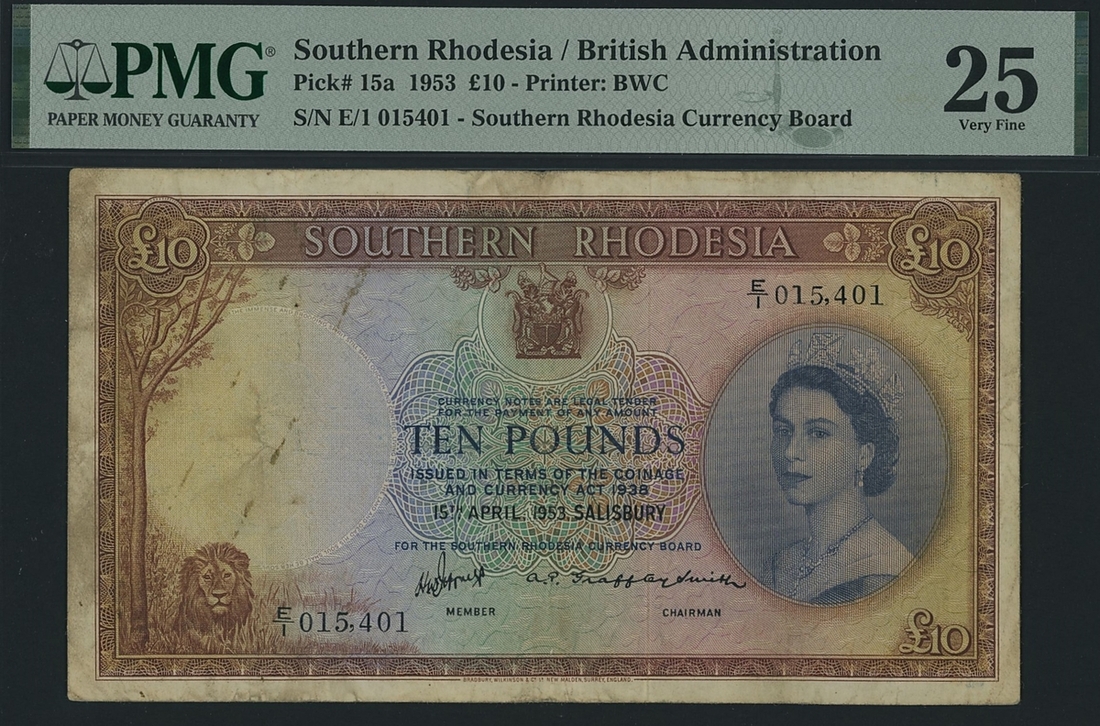 PMG®
PAPER MONEY GUARANTY
Southern Rhodesia / British Administration
Pick# 15a 1953 £10 - Printer: BWC
S/N E/1 015401 - Southern Rhodesia Currency Board
25
Very Fine
£10
SOUTHERN RHODESIA
£10
E/1 015,401
CURRENCY NOTES ARE LEGAL TENDER
FOR THE PAYMENT OF ANY AMOUNT
TEN POUNDS
ISSUED IN TERMS OF THE COINAGE
AND CURRENCY ACT 1938
15TH APRIL, 1953 SALISBURY
FOR THE SOUTHERN RHODESIA CURRENCY BOARD
A.P. Graffley Smith
MEMBER
CHAIRMAN
E/1 015,401
£10
BRADBURY, WILKINSON & Co. LD. NEW MALDEN, SURREY, ENGLAND.